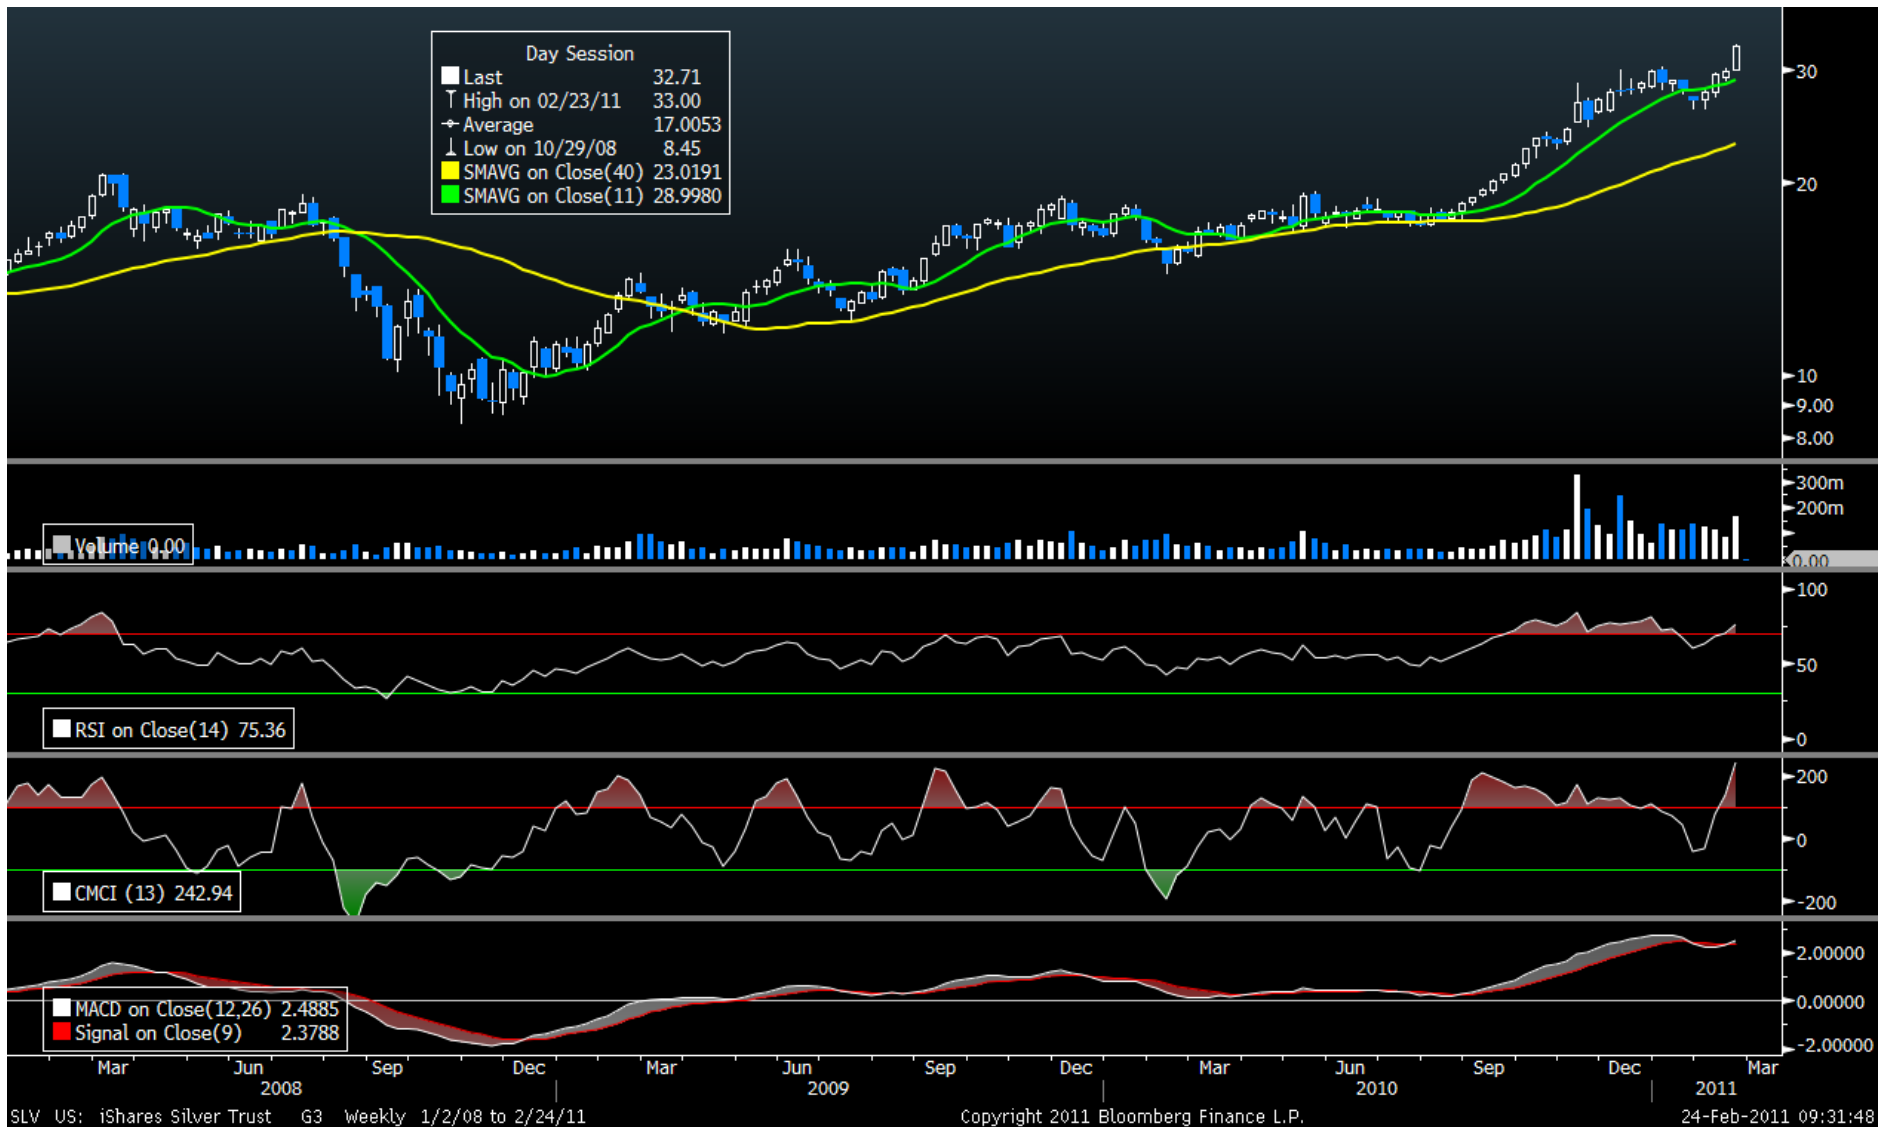 Day Session
Last 32.71
High on 02/23/11 33.00
Average 17.0053
Low on 10/29/08 8.45
SMAVG on Close(40) 23.0191
SMAVG on Close(11) 28.9980
30
20
10
9.00
8.00
300m
200m
Volume 0.00
0.00
100
50
0
RSI on Close(14) 75.36
200
0
-200
CMCI (13) 242.94
2.00000
0.00000
-2.00000
MACD on Close(12,26) 2.4885
Signal on Close(9) 2.3788
Mar Jun Sep Dec Mar Jun Sep Dec Mar Jun Sep Dec Mar
2008 2009 2010 2011
SLV US: iShares Silver Trust G3 Weekly 1/2/08 to 2/24/11 Copyright 2011 Bloomberg Finance L.P. 24-Feb-2011 09:31:48